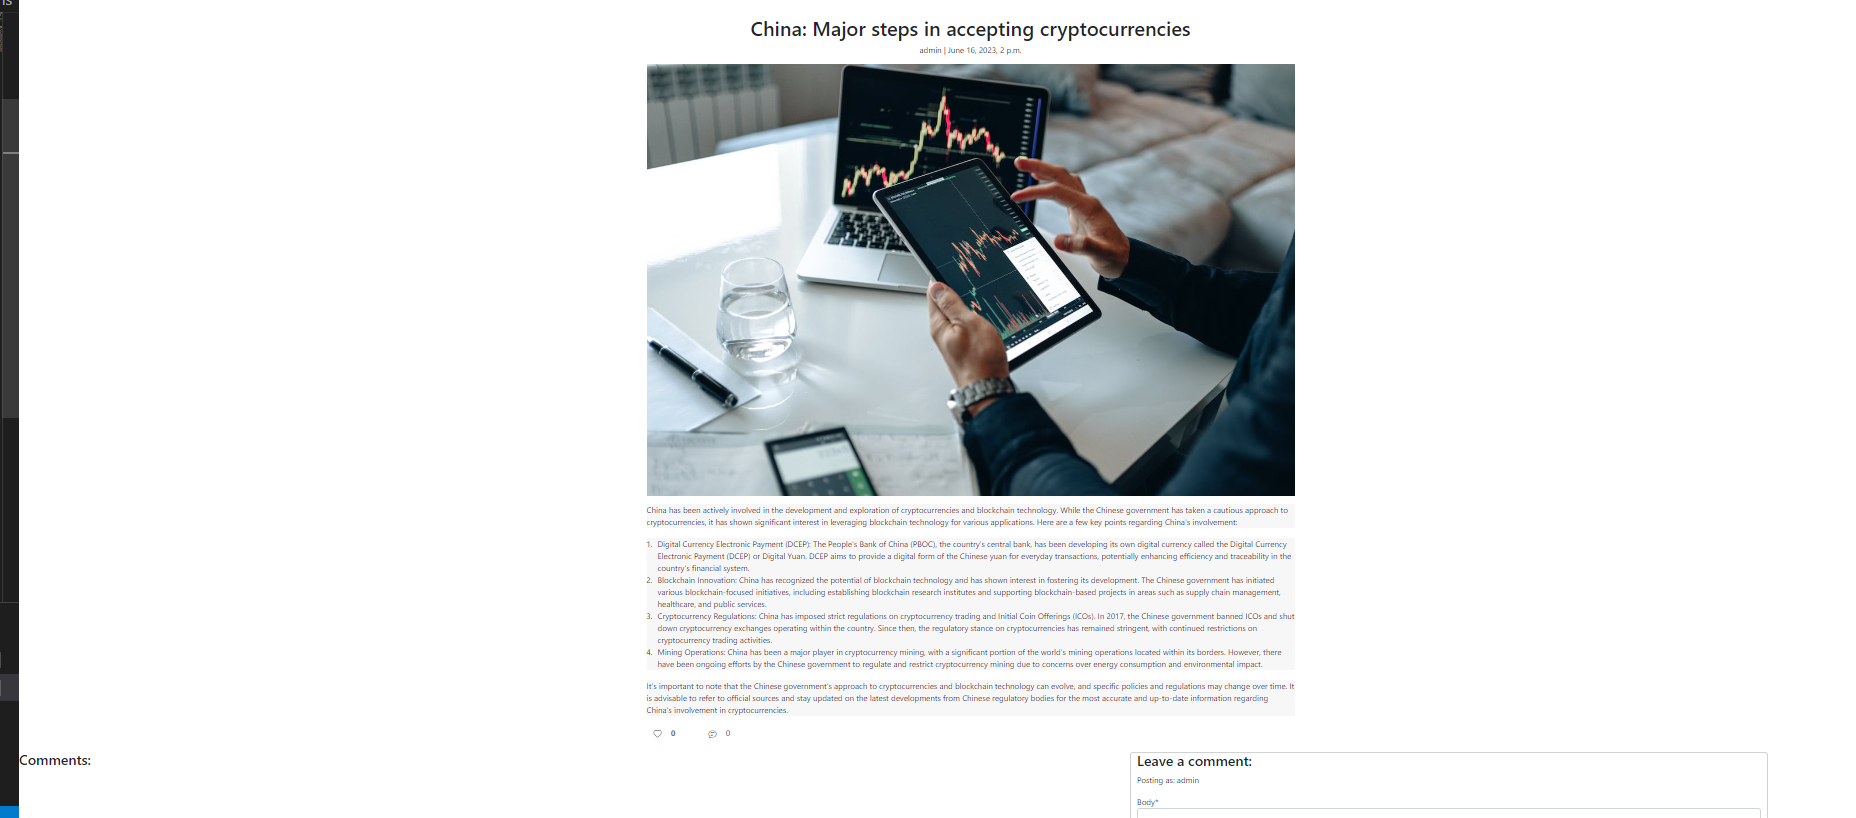 IS
China: Major steps in accepting cryptocurrencies
admin | June 16, 2023, 2 p.m.
China has been actively involved in the development and exploration of cryptocurrencies and blockchain technology. While the Chinese government has taken a cautious approach to
cryptocurrencies, it has shown significant interest in leveraging blockchain technology for various applications. Here are a few key points regarding China's involvement:
1. Digital Currency Electronic Payment (DCEP): The People's Bank of China (PBOC), the country's central bank, has been developing its own digital currency called the Digital Currency
Electronic Payment (DCEP) or Digital Yuan. DCEP aims to provide a digital form of the Chinese yuan for everyday transactions, potentially enhancing efficiency and traceability in the
country's financial system.
2. Blockchain Innovation: China has recognized the potential of blockchain technology and has shown interest in fostering its development. The Chinese government has initiated
various blockchain-focused initiatives, including establishing blockchain research institutes and supporting blockchain-based projects in areas such as supply chain management,
healthcare, and public services.
3. Cryptocurrency Regulations: China has imposed strict regulations on cryptocurrency trading and Initial Coin Offerings (ICOs). In 2017, the Chinese government banned ICOs and shut
down cryptocurrency exchanges operating within the country. Since then, the regulatory stance on cryptocurrencies has remained stringent, with continued restrictions on
cryptocurrency trading activities.
4. Mining Operations: China has been a major player in cryptocurrency mining, with a significant portion of the world's mining operations located within its borders. However, there
have been ongoing efforts by the Chinese government to regulate and restrict cryptocurrency mining due to concerns over energy consumption and environmental impact.
It's important to note that the Chinese government's approach to cryptocurrencies and blockchain technology can evolve, and specific policies and regulations may change over time. It
is advisable to refer to official sources and stay updated on the latest developments from Chinese regulatory bodies for the most accurate and up-to-date information regarding
China's involvement in cryptocurrencies.
0 0
Comments:
Leave a comment:
Posting as: admin
Body*